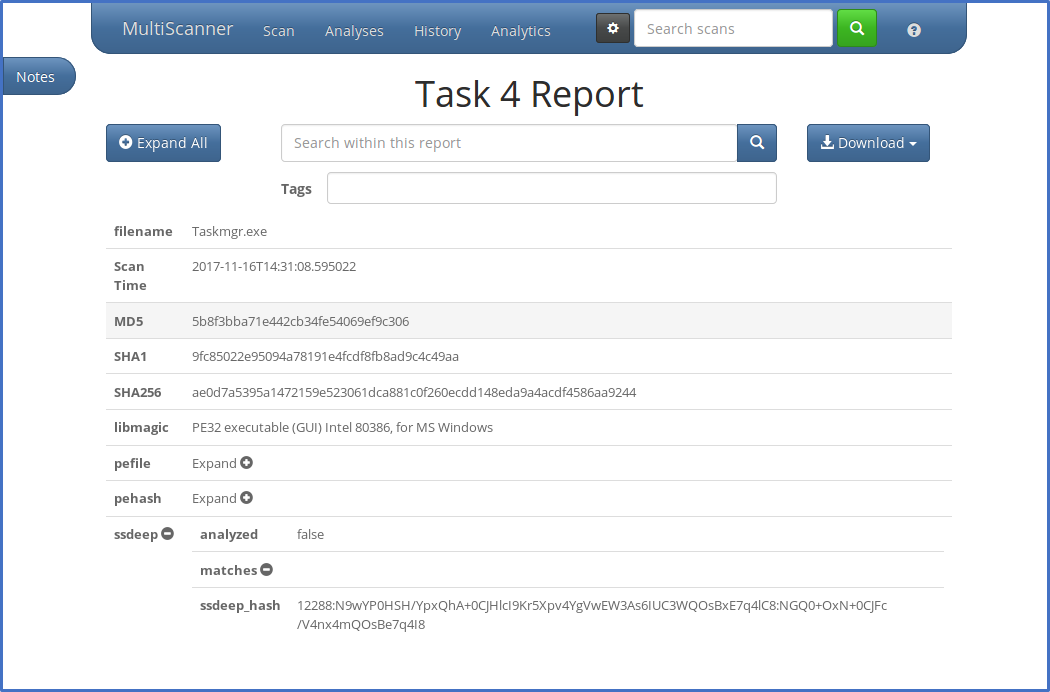 MultiScanner Scan Analyses HIstory Analytics Search scans
Notes
Task 4 Report
Expand All Search within this report Download
Tags
filename Taskmgr.exe
Scan Time 2017-11-16T14:31:08.595022
MD5 5b8f3bba71e442cb34fe54069ef9c306
SHA1 9fc85022e95094a78191e4fcdf8fb8ad9c4c49aa
SHA256 ae0d7a5395a1472159e523061dca881c0f260ecdd148eda9a4acdf4586aa9244
libmagic PE32 executable (GUI) Intel 80386, for MS Windows
pefile Expand
pehash Expand
ssdeep analyzed false
matches
ssdeep_hash 12288:N9wYP0HSH/YpxQhA+0CJHlcI9Kr5Xpv4YgVwEW3As6IUC3WQOsBxE7q4lC8:NGQ0+OxN+0CJFc
/V4nx4mQOsBe7q4I8